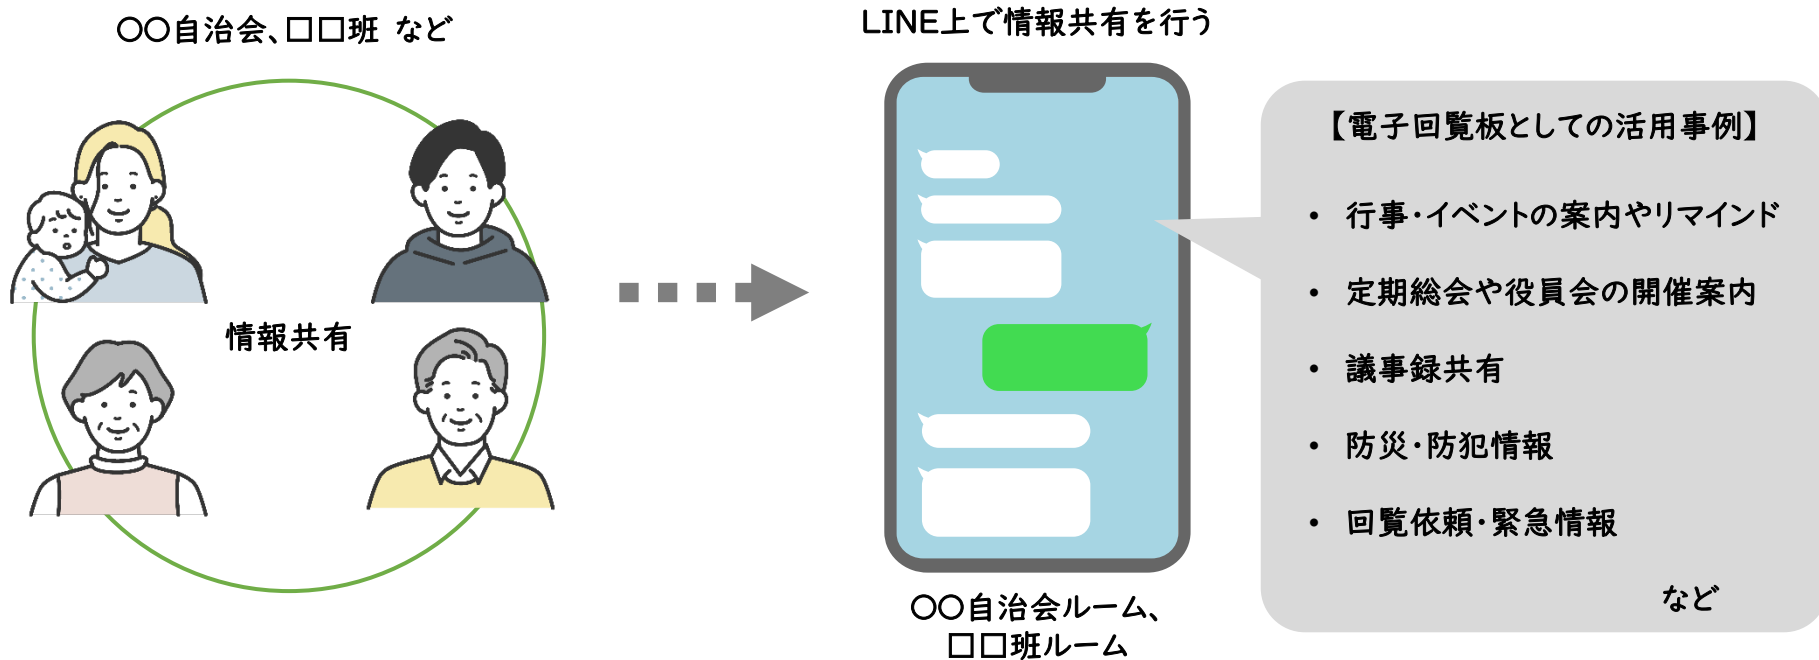 〇〇自治会、□□班 など
情報共有
LINE上で情報共有を行う
〇〇自治会ルーム、
□□班ルーム
【電子回覧板としての活用事例】
• 行事・イベントの案内やリマインド
• 定期総会や役員会の開催案内
• 議事録共有
• 防災・防犯情報
• 回覧依頼・緊急情報
など